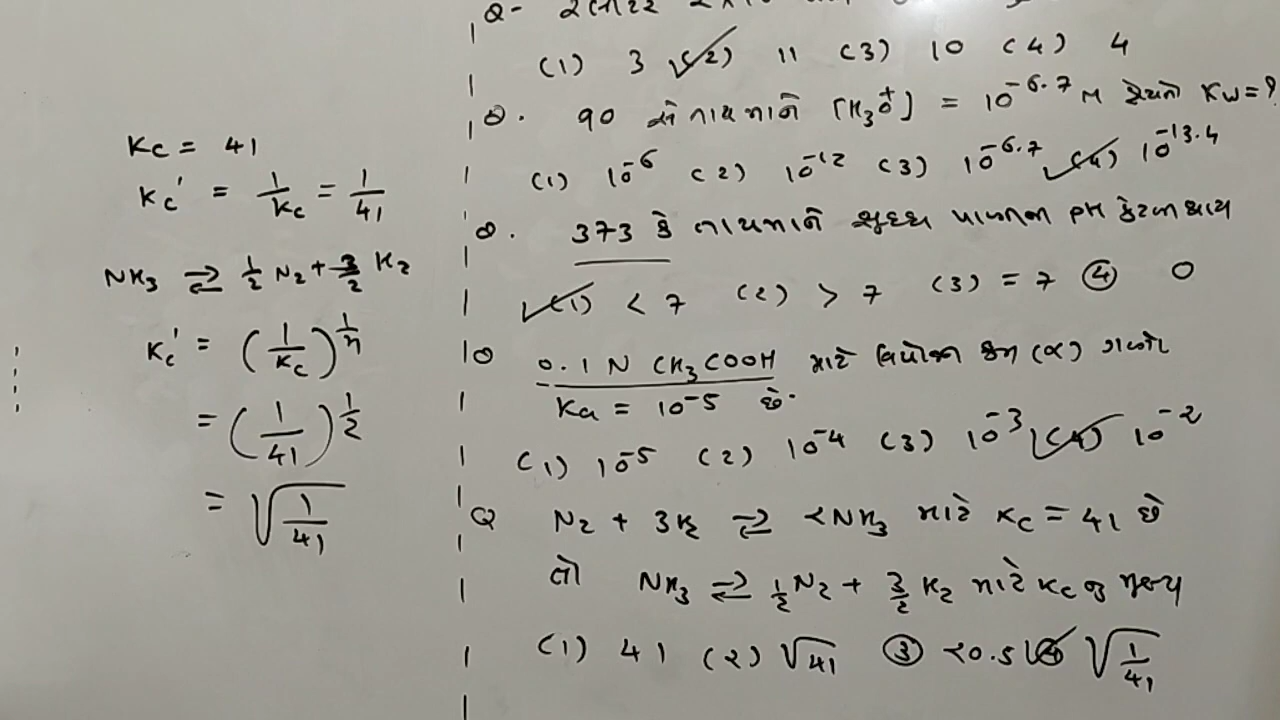 Kc = 41
Kc' = 1/Kc = 1/41
NH3 ⇌ 1/2 N2 + 3/2 H2
Kc' = (1/Kc)^1/n
= (1/41)^1/2
= √(1/41)
Q-
(1) 3 (2) 11 (3) 10 (4) 4
Q. 90 સે તાપમાને [H3O+] = 10^-6.7 M હોય તો Kw = ?
(1) 10^-6 (2) 10^-12 (3) 10^-6.7 (4) 10^-13.4
Q. 373 કે તાપમાને શુદ્ધ પાણીના pH કેટલા થાય
(1) < 7 (2) > 7 (3) = 7 (4) 0
Q 0.1 N CH3COOH માટે વિયોજન અંશ (α) ગણો
Ka = 10^-5 છે.
(1) 10^-5 (2) 10^-4 (3) 10^-3 (4) 10^-2
Q N2 + 3H2 ⇌ 2NH3 માટે Kc = 41 છે
તો NH3 ⇌ 1/2 N2 + 3/2 H2 માટે Kc નુ મૂલ્ય
(1) 41 (2) √41 (3) 20.5 (4) √(1/41)